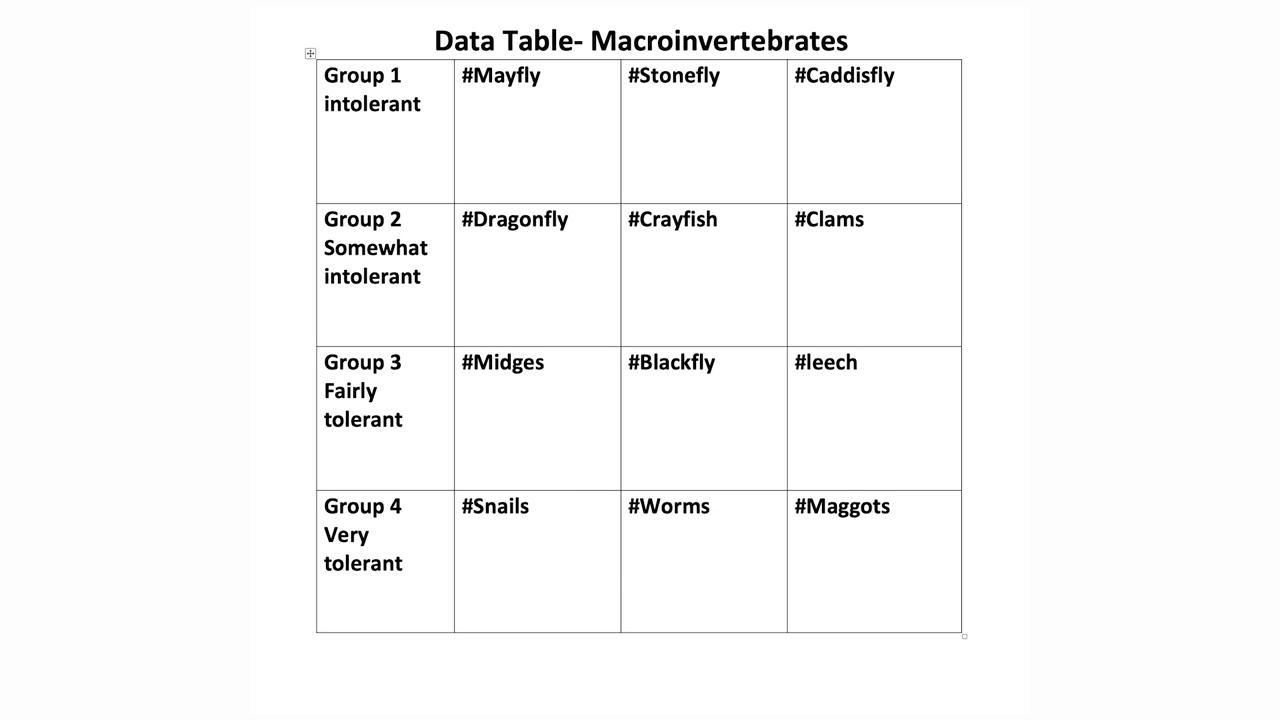 Data Table- Macroinvertebrates
Group 1
intolerant
#Mayfly
#Stonefly
#Caddisfly
Group 2
Somewhat
intolerant
#Dragonfly
#Crayfish
#Clams
Group 3
Fairly
tolerant
#Midges
#Blackfly
#leech
Group 4
Very
tolerant
#Snails
#Worms
#Maggots